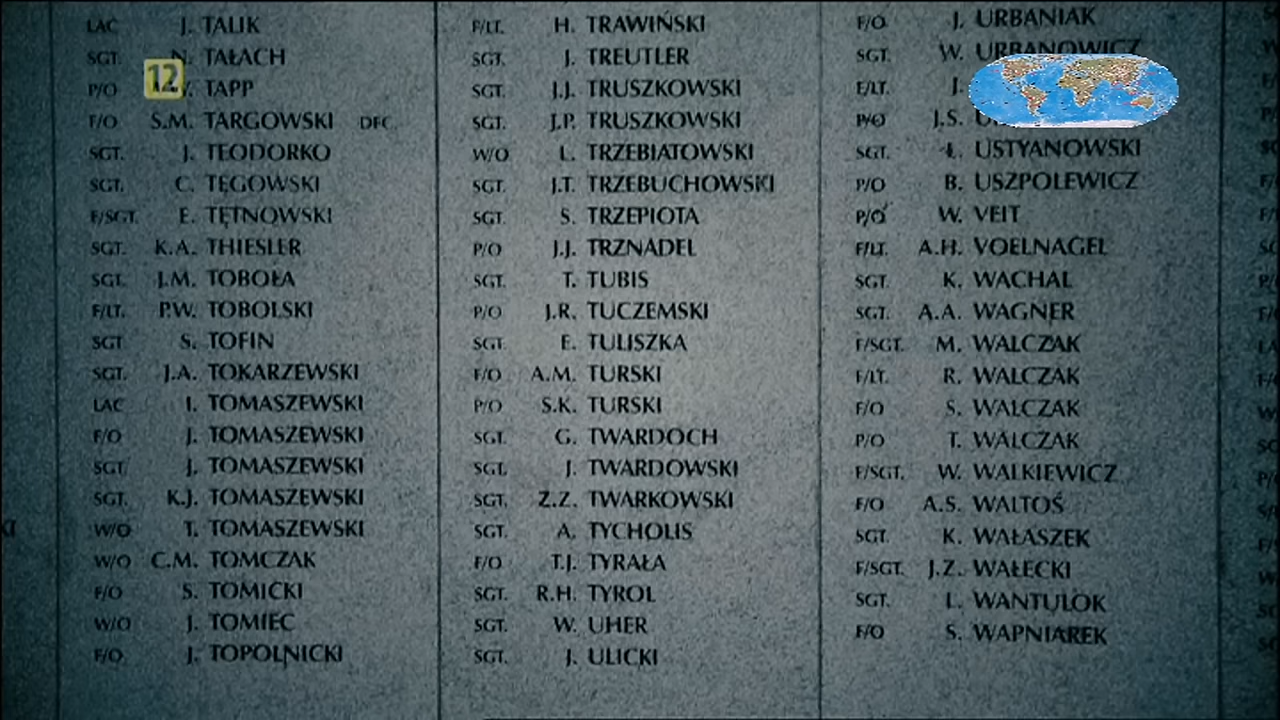 LAC J. TALIK
SGT. N. TAŁACH
P/O TAPP
F/O S.M. TARGOWSKI DFC
SGT. J. TEODORKO
SGT. C. TĘGOWSKI
F/SGT. E. TĘTNOWSKI
SGT. K.A. THIESLER
SGT. J.M. TOBOŁA
F/LT. P.W. TOBOLSKI
SGT S. TOFIN
SGT. J.A. TOKARZEWSKI
LAC I. TOMASZEWSKI
F/O J. TOMASZEWSKI
SGT J. TOMASZEWSKI
SGT. K.J. TOMASZEWSKI
W/O T. TOMASZEWSKI
W/O C.M. TOMCZAK
F/O S. TOMICKI
W/O J. TOMIEC
F/O J. TOPOLNICKI
12
F/LT. H. TRAWIŃSKI
SGT. J. TREUTLER
SGT. J.J. TRUSZKOWSKI
SGT. J.P. TRUSZKOWSKI
W/O L. TRZEBIATOWSKI
SGT. J.T. TRZEBUCHOWSKI
SGT. S. TRZEPIOTA
P/O J.J. TRZNADEL
SGT. T. TUBIS
P/O J.R. TUCZEMSKI
SGT. E. TULISZKA
F/O A.M. TURSKI
P/O S.K. TURSKI
SGT. G. TWARDOCH
SGT. J. TWARDOWSKI
SGT. Z.Z. TWARKOWSKI
SGT. A. TYCHOLIS
F/O T.J. TYRAŁA
SGT. R.H. TYROL
SGT. W. UHER
SGT. J. ULICKI
F/O J. URBANIAK
SGT. W. URBANOWICZ
F/LT. J.
P/O J.S.
SGT. Ł. USTYANOWSKI
P/O B. USZPOLEWICZ
P/O W. VEIT
F/LT. A.H. VOELNAGEL
SGT K. WACHAL
SGT. A.A. WAGNER
F/SGT. M. WALCZAK
F/LT. R. WALCZAK
F/O S. WALCZAK
P/O T. WALCZAK
F/SGT. W. WALKIEWICZ
F/O A.S. WALTOŚ
SGT. K. WAŁASZEK
F/SGT. J.Z. WAŁECKI
SGT. L. WANTULOK
F/O S. WAPNIAREK